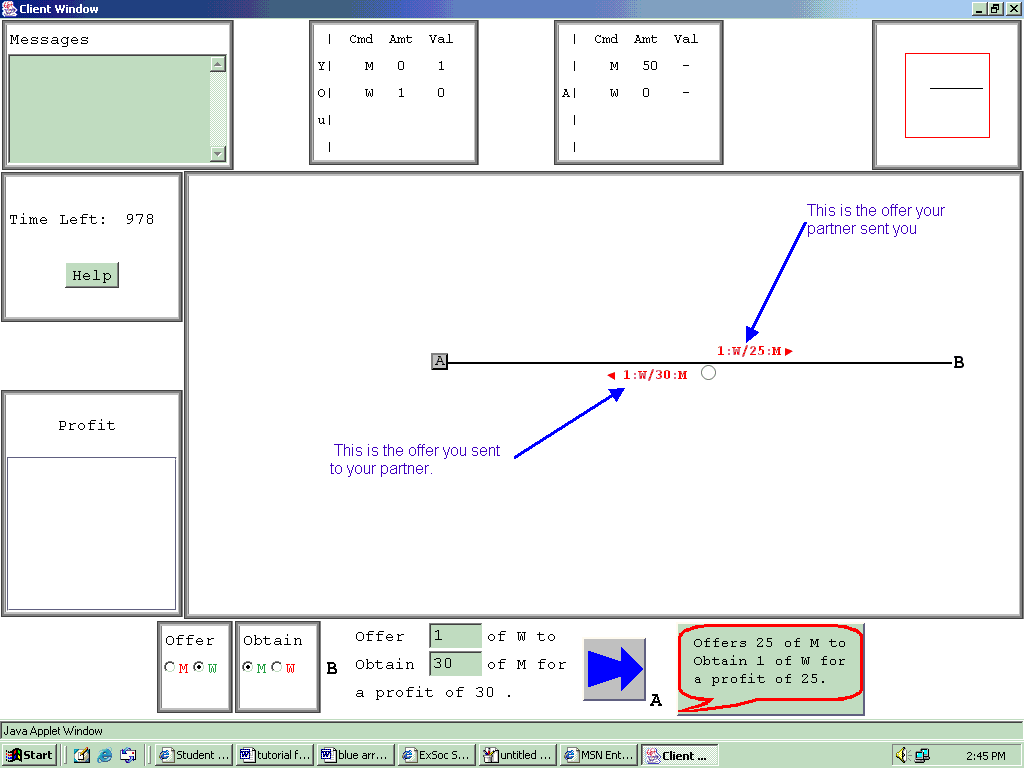 Client Window
Messages
| Cmd Amt Val
Y| M 0 1
O| W 1 0
u|
|
| Cmd Amt Val
| M 50 -
A| W 0 -
|
|
Time Left: 978
Help
This is the offer your
partner sent you
1:W/25:M
A
B
1:W/30:M
This is the offer you sent
to your partner.
Profit
Offer
M W
Obtain
M W
B
Offer 1 of W to
Obtain 30 of M for
a profit of 30 .
A
Offers 25 of M to
Obtain 1 of W for
a profit of 25.
Java Applet Window
Start
Student ...
tutorial f...
blue arr...
ExSoc S...
untitled ...
MSN Ent...
Client ...
2:45 PM